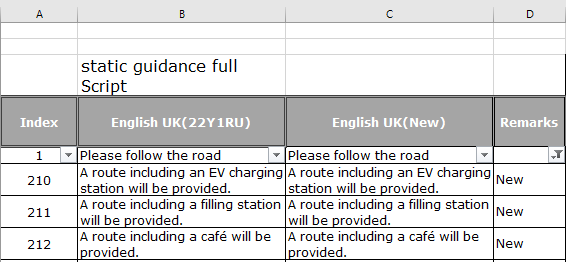 A B C D
static guidance full
Script
Index English UK(22Y1RU) English UK(New) Remarks
1 Please follow the road Please follow the road
210 A route including an EV charging station will be provided. A route including an EV charging station will be provided. New
211 A route including a filling station will be provided. A route including a filling station will be provided. New
212 A route including a café will be provided. A route including a café will be provided. New